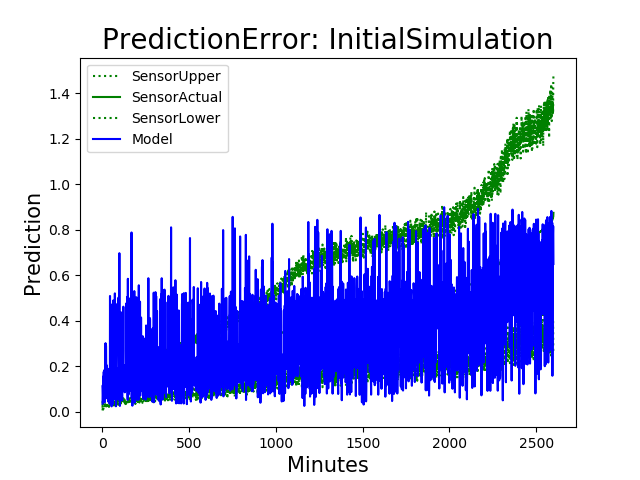 PredictionError: InitialSimulation
SensorUpper
SensorActual
SensorLower
Model
Prediction
1.4
1.2
1.0
0.8
0.6
0.4
0.2
0.0
0
500
1000
1500
2000
2500
Minutes